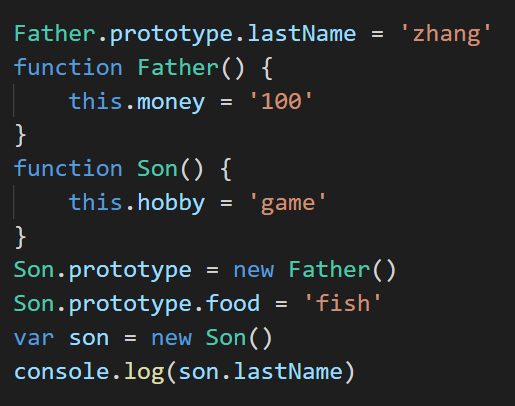 Father.prototype.lastName = 'zhang'
function Father() {
    this.money = '100'
}
function Son() {
    this.hobby = 'game'
}
Son.prototype = new Father()
Son.prototype.food = 'fish'
var son = new Son()
console.log(son.lastName)